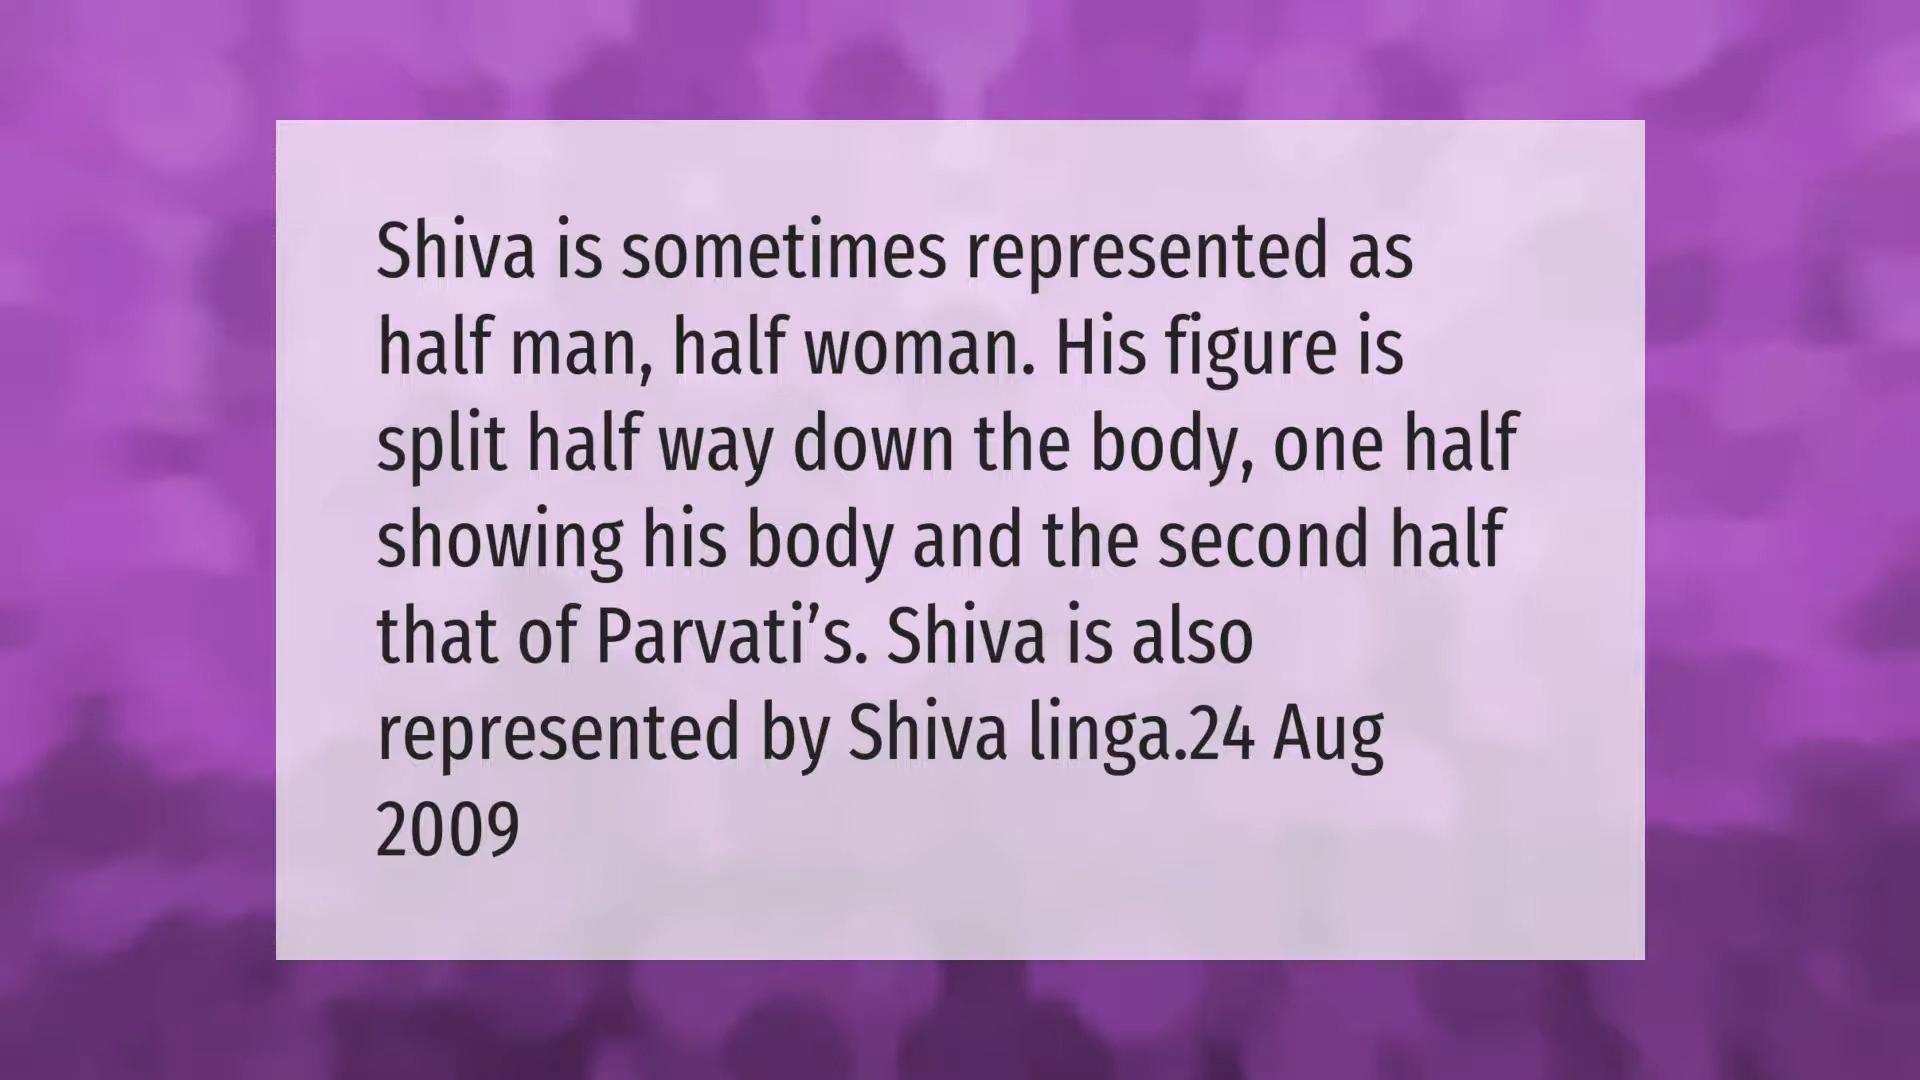 Shiva is sometimes represented as
half man, half woman. His figure is
split half way down the body, one half
showing his body and the second half
that of Parvati’s. Shiva is also
represented by Shiva linga.24 Aug
2009